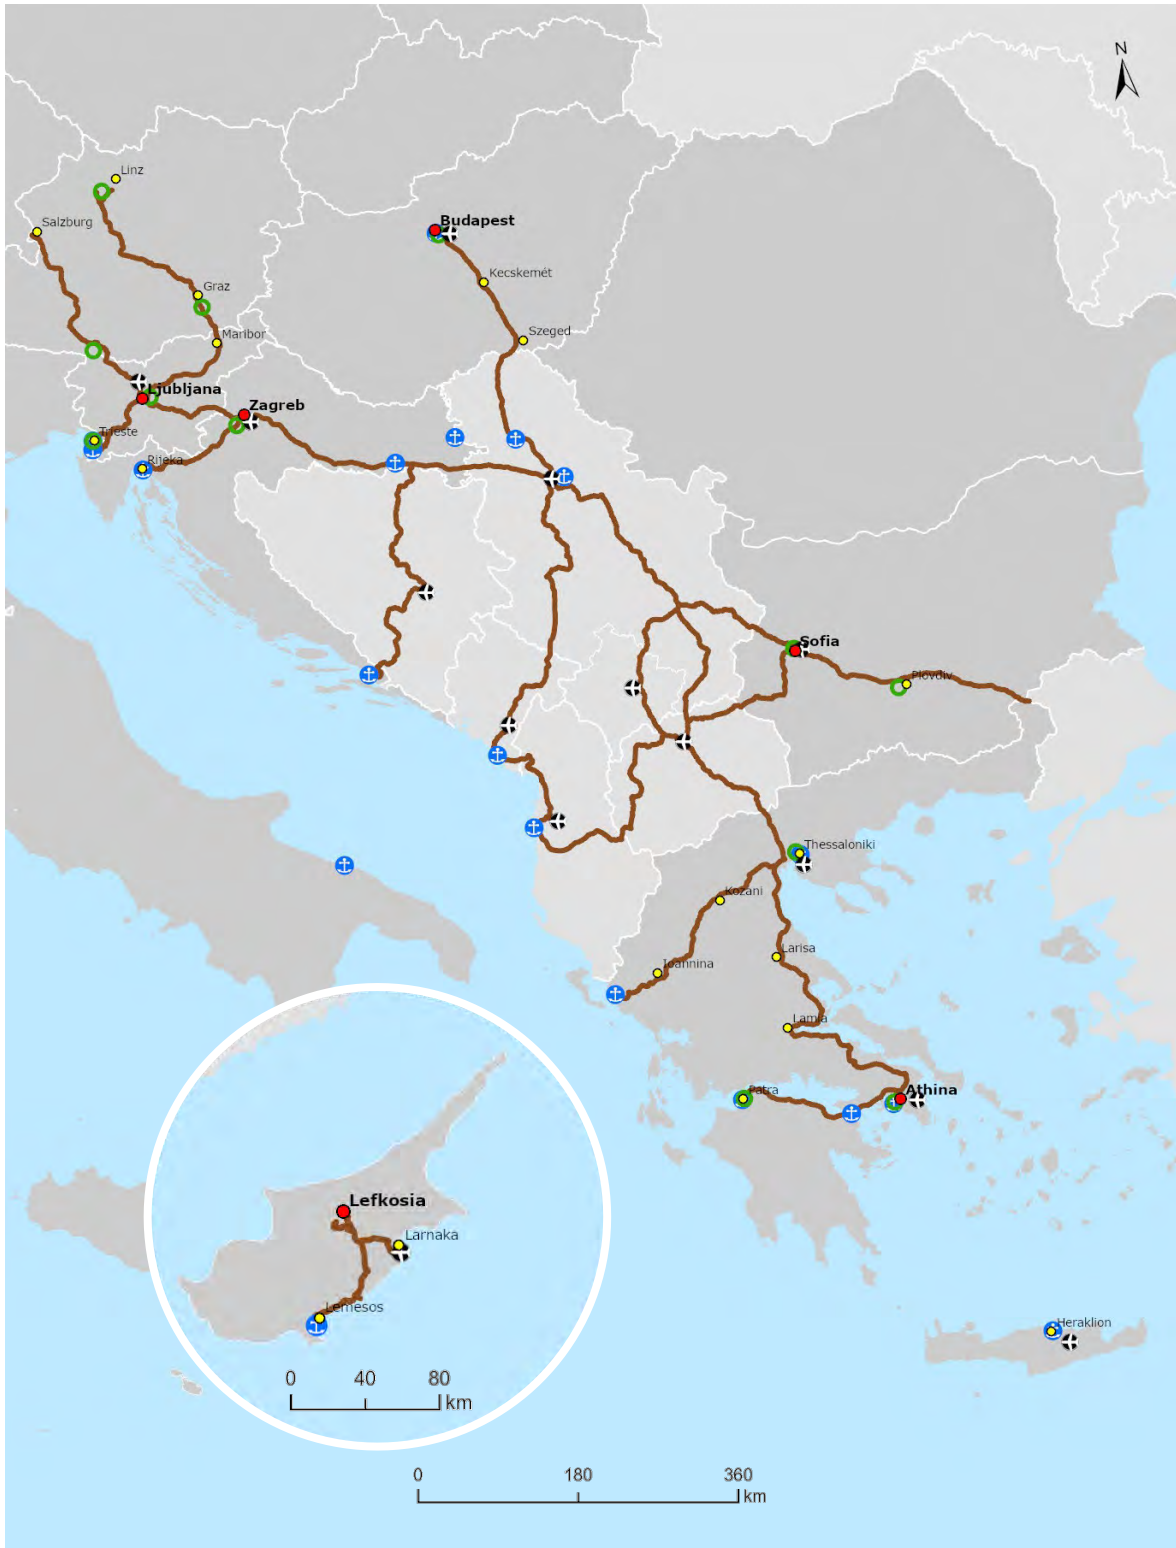 N
Linz
Salzburg
Budapest
Kecskemét
Graz
Szeged
Maribor
Ljubljana
Zagreb
Trieste
Rijeka
Sofia
Plovdiv
Thessaloniki
Kozani
Larisa
Ioannina
Lamia
Patra
Athina
Lefkosia
Larnaka
Lemesos
Heraklion
0 40 80
km
0 180 360
km